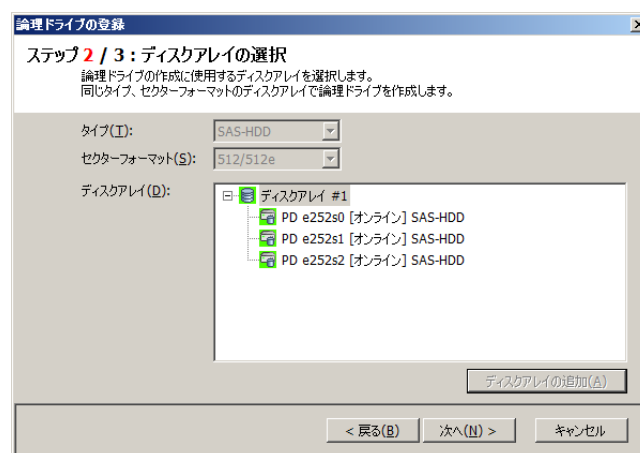 論理ドライブの登録
ステップ 2 / 3 : ディスクアレイの選択
論理ドライブの作成に使用するディスクアレイを選択します。
同じタイプ、セクターフォーマットのディスクアレイで論理ドライブを作成します。
タイプ(T): SAS-HDD
セクターフォーマット(S): 512/512e
ディスクアレイ(D):
ディスクアレイ #1
PD e252s0 [オンライン] SAS-HDD
PD e252s1 [オンライン] SAS-HDD
PD e252s2 [オンライン] SAS-HDD
ディスクアレイの追加(A)
< 戻る(B) 次へ(N) > キャンセル